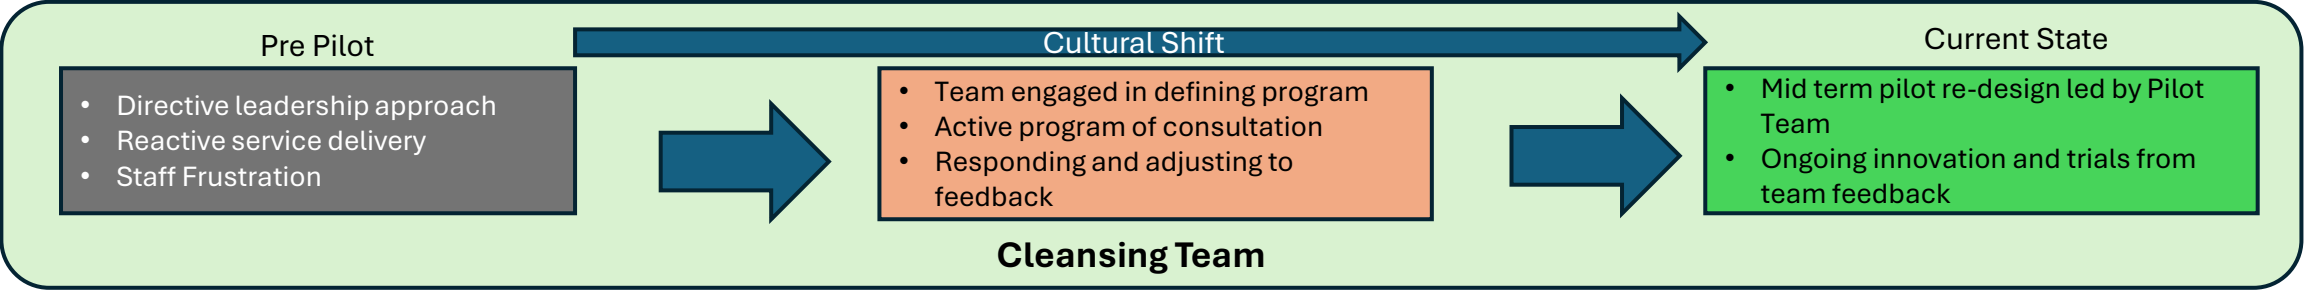 Pre Pilot
Cultural Shift
Current State
• Directive leadership approach
• Reactive service delivery
• Staff Frustration
• Team engaged in defining program
• Active program of consultation
• Responding and adjusting to
feedback
• Mid term pilot re-design led by Pilot
Team
• Ongoing innovation and trials from
team feedback
Cleansing Team